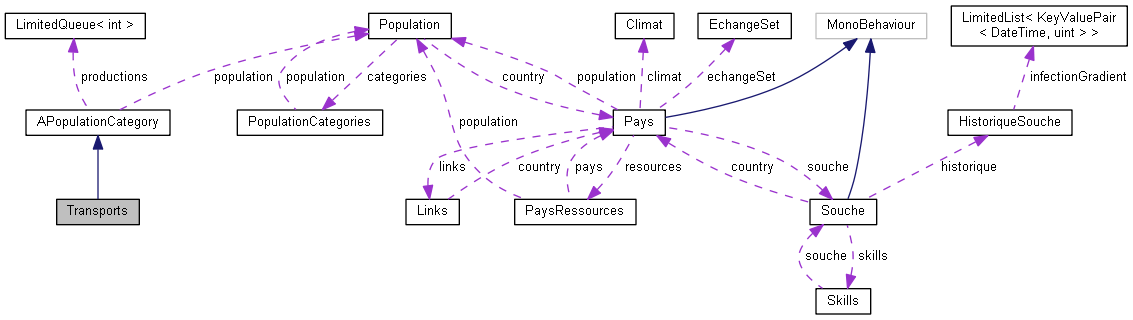 LimitedQueue< int >
Population
Climat
EchangeSet
MonoBehaviour
LimitedList< KeyValuePair
< DateTime, uint > >
productions
population
population
categories
country
population
climat
echangeSet
infectionGradient
APopulationCategory
PopulationCategories
population
Pays
HistoriqueSouche
links
country
pays
resources
country
souche
historique
Transports
Links
PaysRessources
Souche
souche
skills
Skills